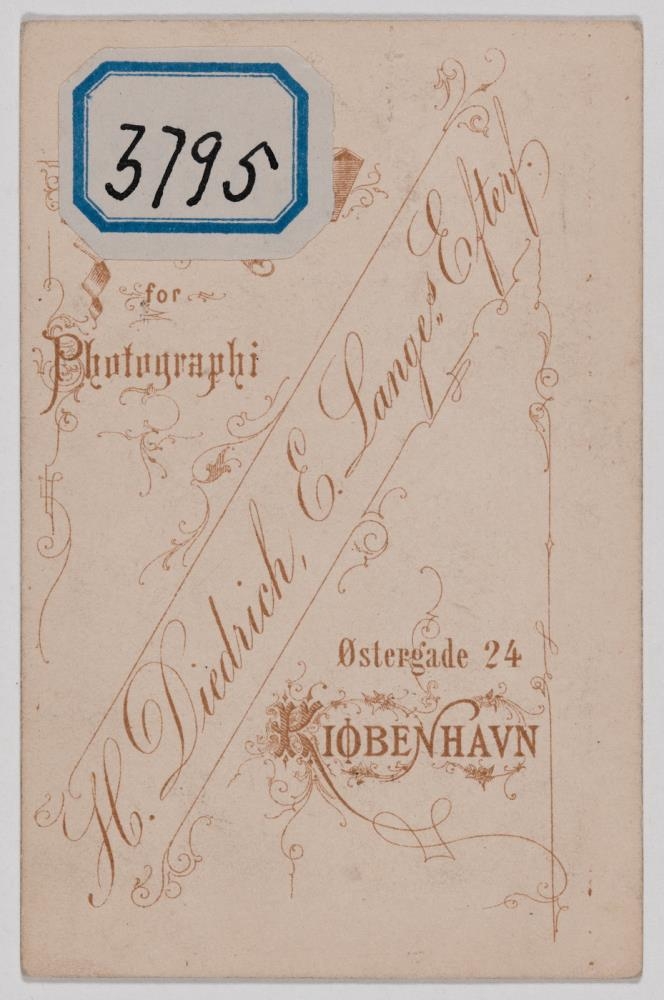 3795
for
Photographi
H. Diedrich, E. Lange's Efterf.
Østergade 24
KIØBENHAVN